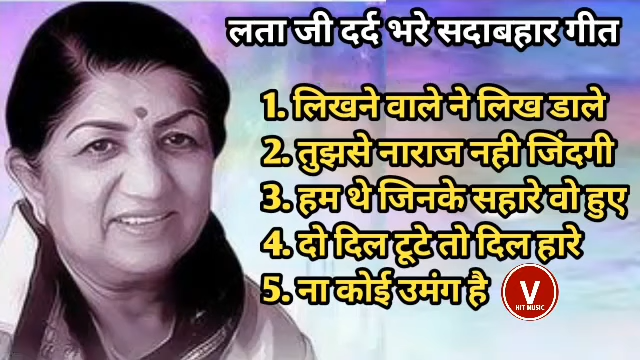 लता जी दर्द भरे सदाबहार गीत
1. लिखने वाले ने लिख डाले
2. तुझसे नाराज नही जिंदगी
3. हम थे जिनके सहारे वो हुए
4. दो दिल टूटे तो दिल हारे
5. ना कोई उमंग है
V
HIT MUSIC